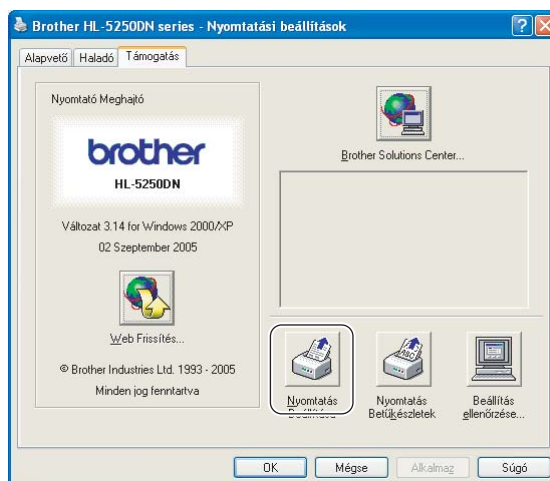 Brother HL-5250DN series - Nyomtatási beállítások
Alapvető Haladó Támogatás
Nyomtató Meghajtó
brother
HL-5250DN
Változat 3.14 for Windows 2000/XP
02 Szeptember 2005
Web Frissítés...
© Brother Industries Ltd. 1993 - 2005
Minden jog fenntartva
Brother Solutions Center...
Nyomtatás
Nyomtatás
Betűkészletek
Beállítás
ellenőrzése...
OK Mégse Alkalmaz Súgó